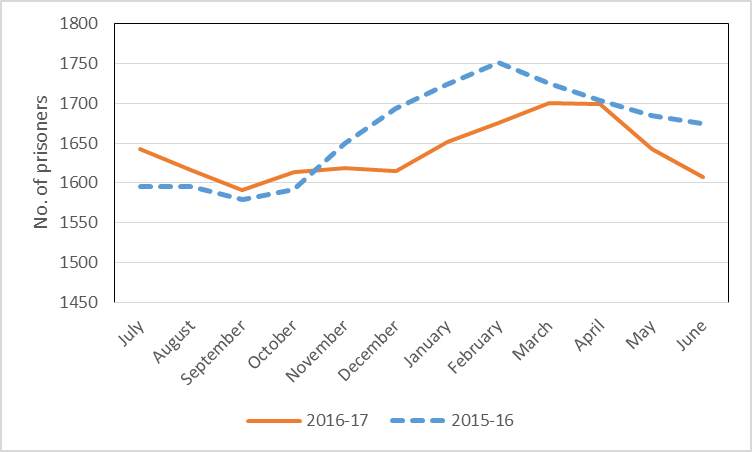 1800
1750
1700
1650
1600
1550
1500
1450
No. of prisoners
July
August
September
October
November
December
January
February
March
April
May
June
2016-17
2015-16